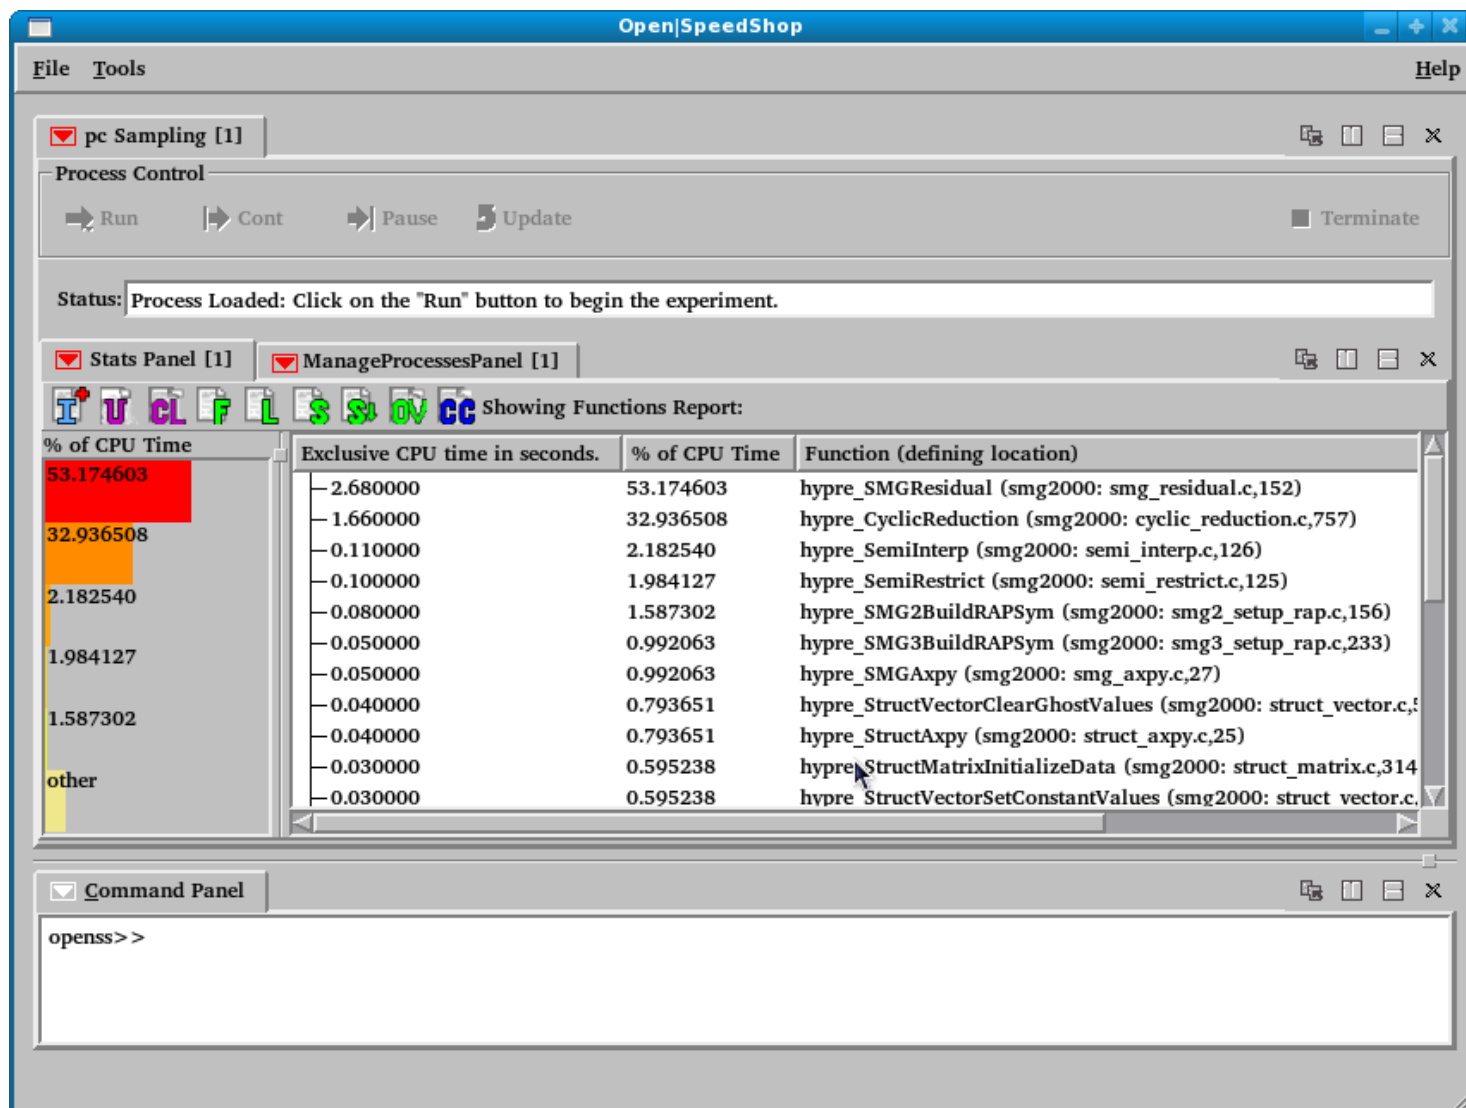 Open|SpeedShop
File Tools Help
pc Sampling [1]
Process Control
Run Cont Pause Update Terminate
Status: Process Loaded: Click on the "Run" button to begin the experiment.
Stats Panel [1] ManageProcessesPanel [1]
I U CL F L S S OV CC Showing Functions Report:
% of CPU Time
53.174603
32.936508
2.182540
1.984127
1.587302
other
Exclusive CPU time in seconds. % of CPU Time Function (defining location)
2.680000 53.174603 hypre_SMGResidual (smg2000: smg_residual.c,152)
1.660000 32.936508 hypre_CyclicReduction (smg2000: cyclic_reduction.c,757)
0.110000 2.182540 hypre_SemiInterp (smg2000: semi_interp.c,126)
0.100000 1.984127 hypre_SemiRestrict (smg2000: semi_restrict.c,125)
0.080000 1.587302 hypre_SMG2BuildRAPSym (smg2000: smg2_setup_rap.c,156)
0.050000 0.992063 hypre_SMG3BuildRAPSym (smg2000: smg3_setup_rap.c,233)
0.050000 0.992063 hypre_SMGAxpy (smg2000: smg_axpy.c,27)
0.040000 0.793651 hypre_StructVectorClearGhostValues (smg2000: struct_vector.c,
0.040000 0.793651 hypre_StructAxpy (smg2000: struct_axpy.c,25)
0.030000 0.595238 hypre_StructMatrixInitializeData (smg2000: struct_matrix.c,314
0.030000 0.595238 hypre_StructVectorSetConstantValues (smg2000: struct_vector.c,
Command Panel
openss>>